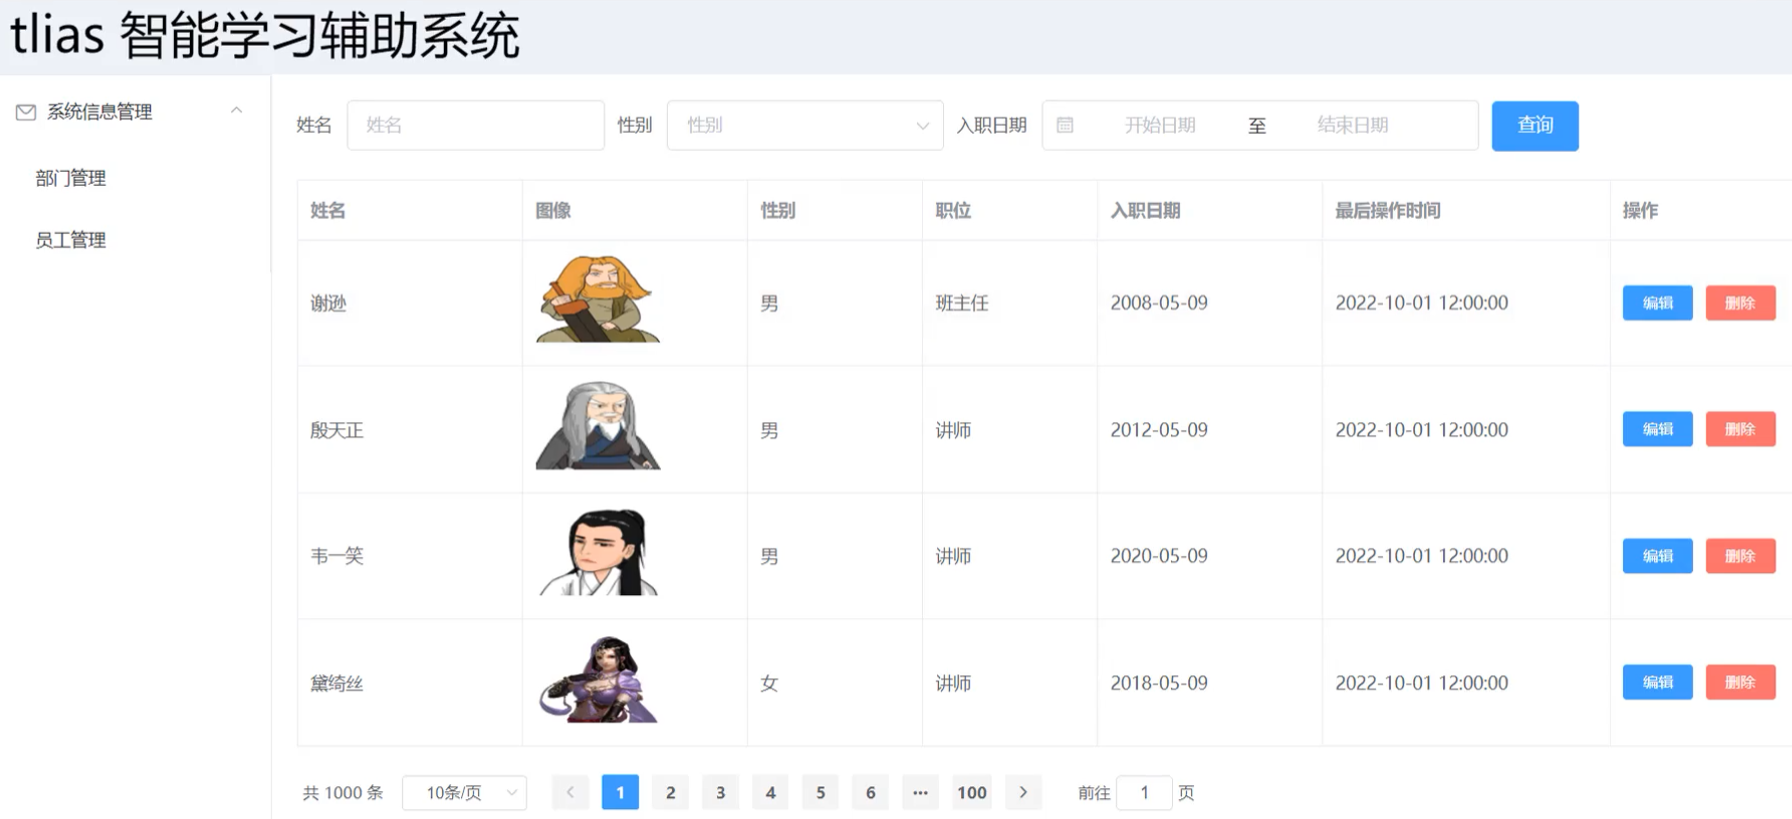 tlias 智能学习辅助系统
系统信息管理
部门管理
员工管理
姓名 姓名 性别 性别 入职日期 开始日期 至 结束日期 查询
姓名 图像 性别 职位 入职日期 最后操作时间 操作
谢逊 男 班主任 2008-05-09 2022-10-01 12:00:00 编辑 删除
殷天正 男 讲师 2012-05-09 2022-10-01 12:00:00 编辑 删除
韦一笑 男 讲师 2020-05-09 2022-10-01 12:00:00 编辑 删除
黛绮丝 女 讲师 2018-05-09 2022-10-01 12:00:00 编辑 删除
共 1000 条 10条/页 < 1 2 3 4 5 6 ··· 100 > 前往 1 页